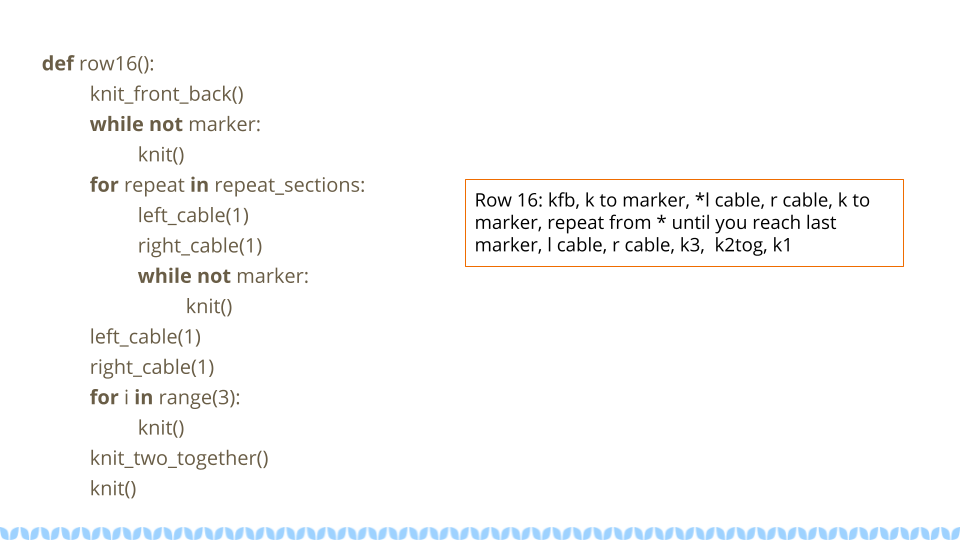 def row16():
knit_front_back()
while not marker:
knit()
for repeat in repeat_sections:
left_cable(1)
right_cable(1)
while not marker:
knit()
left_cable(1)
right_cable(1)
for i in range(3):
knit()
knit_two_together()
knit()
Row 16: kfb, k to marker, *l cable, r cable, k to
marker, repeat from * until you reach last
marker, l cable, r cable, k3,  k2tog, k1